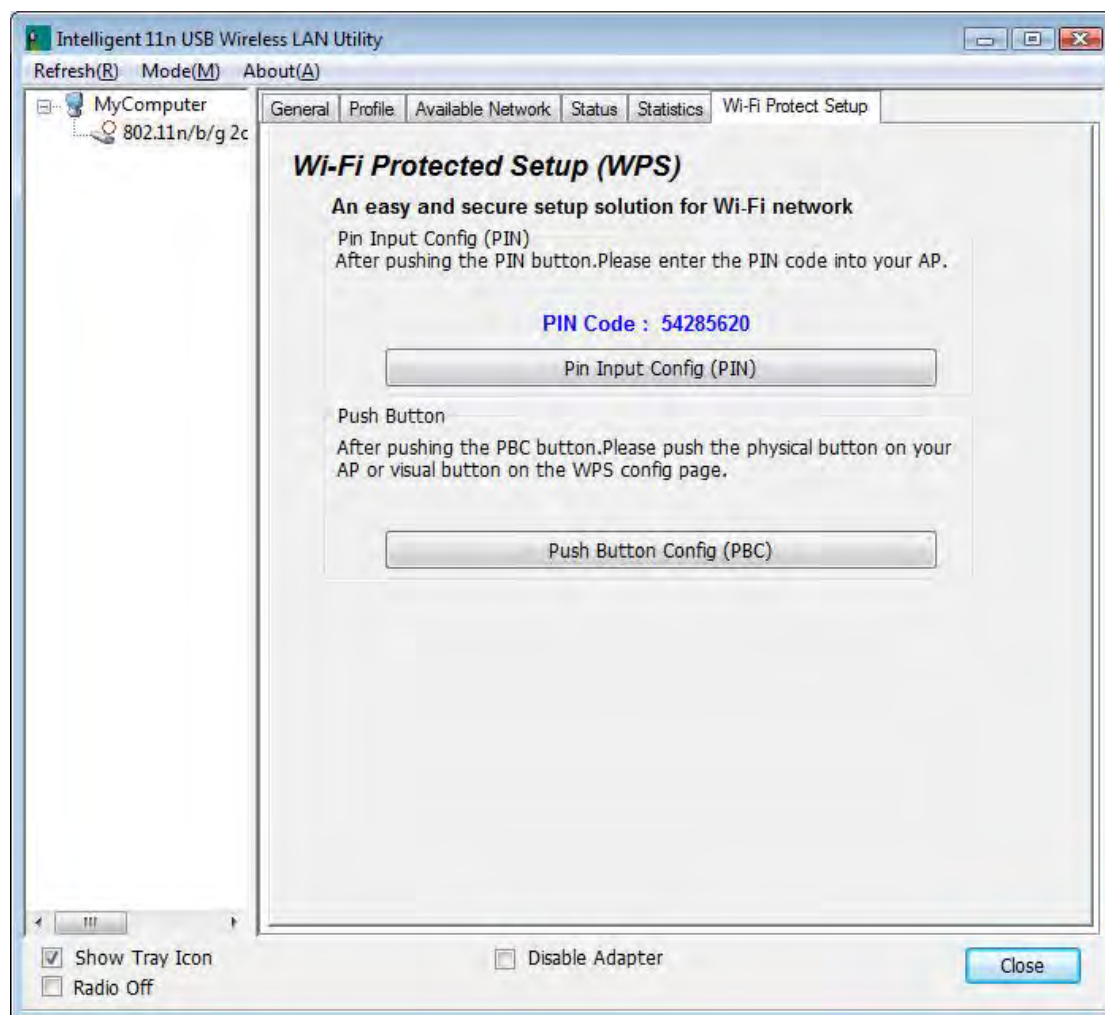 Intelligent 11n USB Wireless LAN Utility
Refresh(R) Mode(M) About(A)
MyComputer
802.11n/b/g 2c
General Profile Available Network Status Statistics Wi-Fi Protect Setup
Wi-Fi Protected Setup (WPS)
An easy and secure setup solution for Wi-Fi network
Pin Input Config (PIN)
After pushing the PIN button.Please enter the PIN code into your AP.
PIN Code : 54285620
Pin Input Config (PIN)
Push Button
After pushing the PBC button.Please push the physical button on your
AP or visual button on the WPS config page.
Push Button Config (PBC)
Show Tray Icon
Radio Off
Disable Adapter
Close